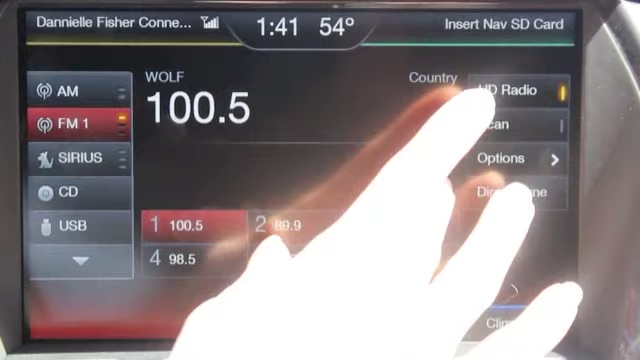 Dannielle Fisher Conne... 1:41 54° Insert Nav SD Card
AM
FM 1
SIRIUS
CD
USB
WOLF
100.5
Country
HD Radio
Options
1 100.5
2 89.9
4 98.5